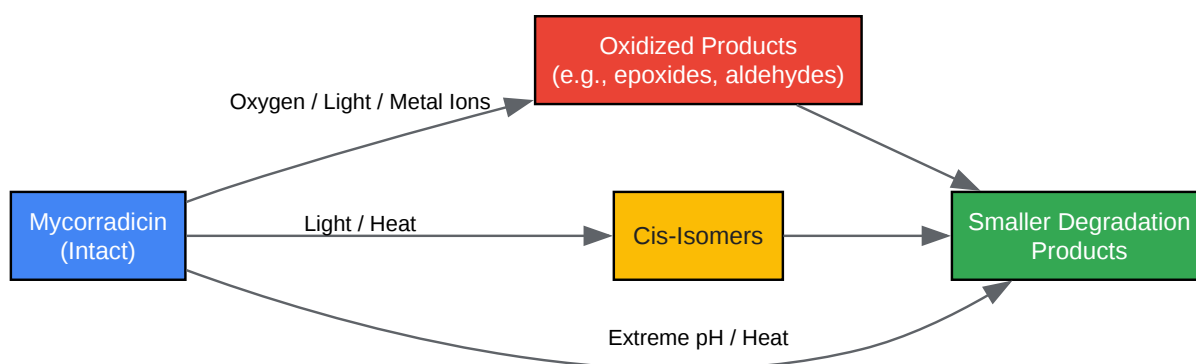 Oxidized Products
(e.g., epoxides, aldehydes)
Oxygen / Light / Metal Ions
Mycorradicin
(Intact)
Light / Heat
Cis-Isomers
Smaller Degradation
Products
Extreme pH / Heat